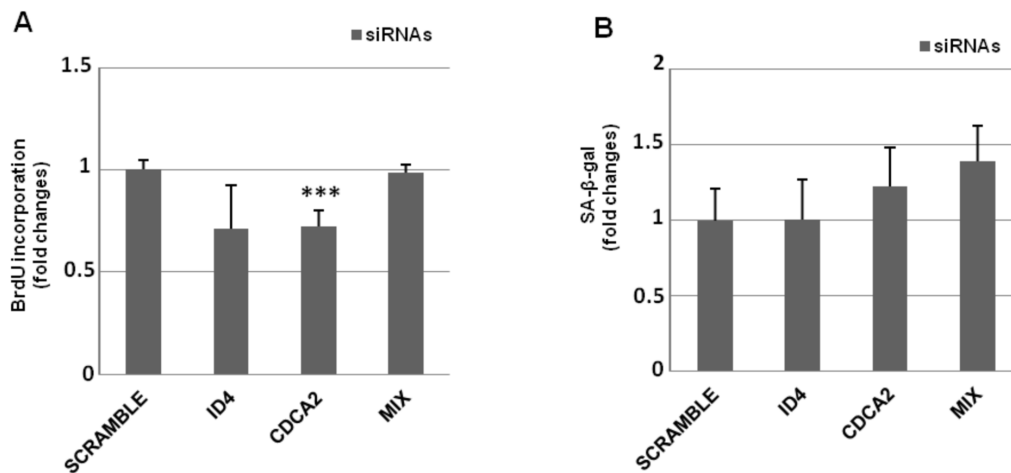 A
siRNAs
BrdU incorporation
(fold changes)
1.5
1
0.5
0
***
SCRAMBLE
ID4
CDCA2
MIX
B
siRNAs
SA-β-gal
(fold changes)
2
1.5
1
0.5
0
SCRAMBLE
ID4
CDCA2
MIX